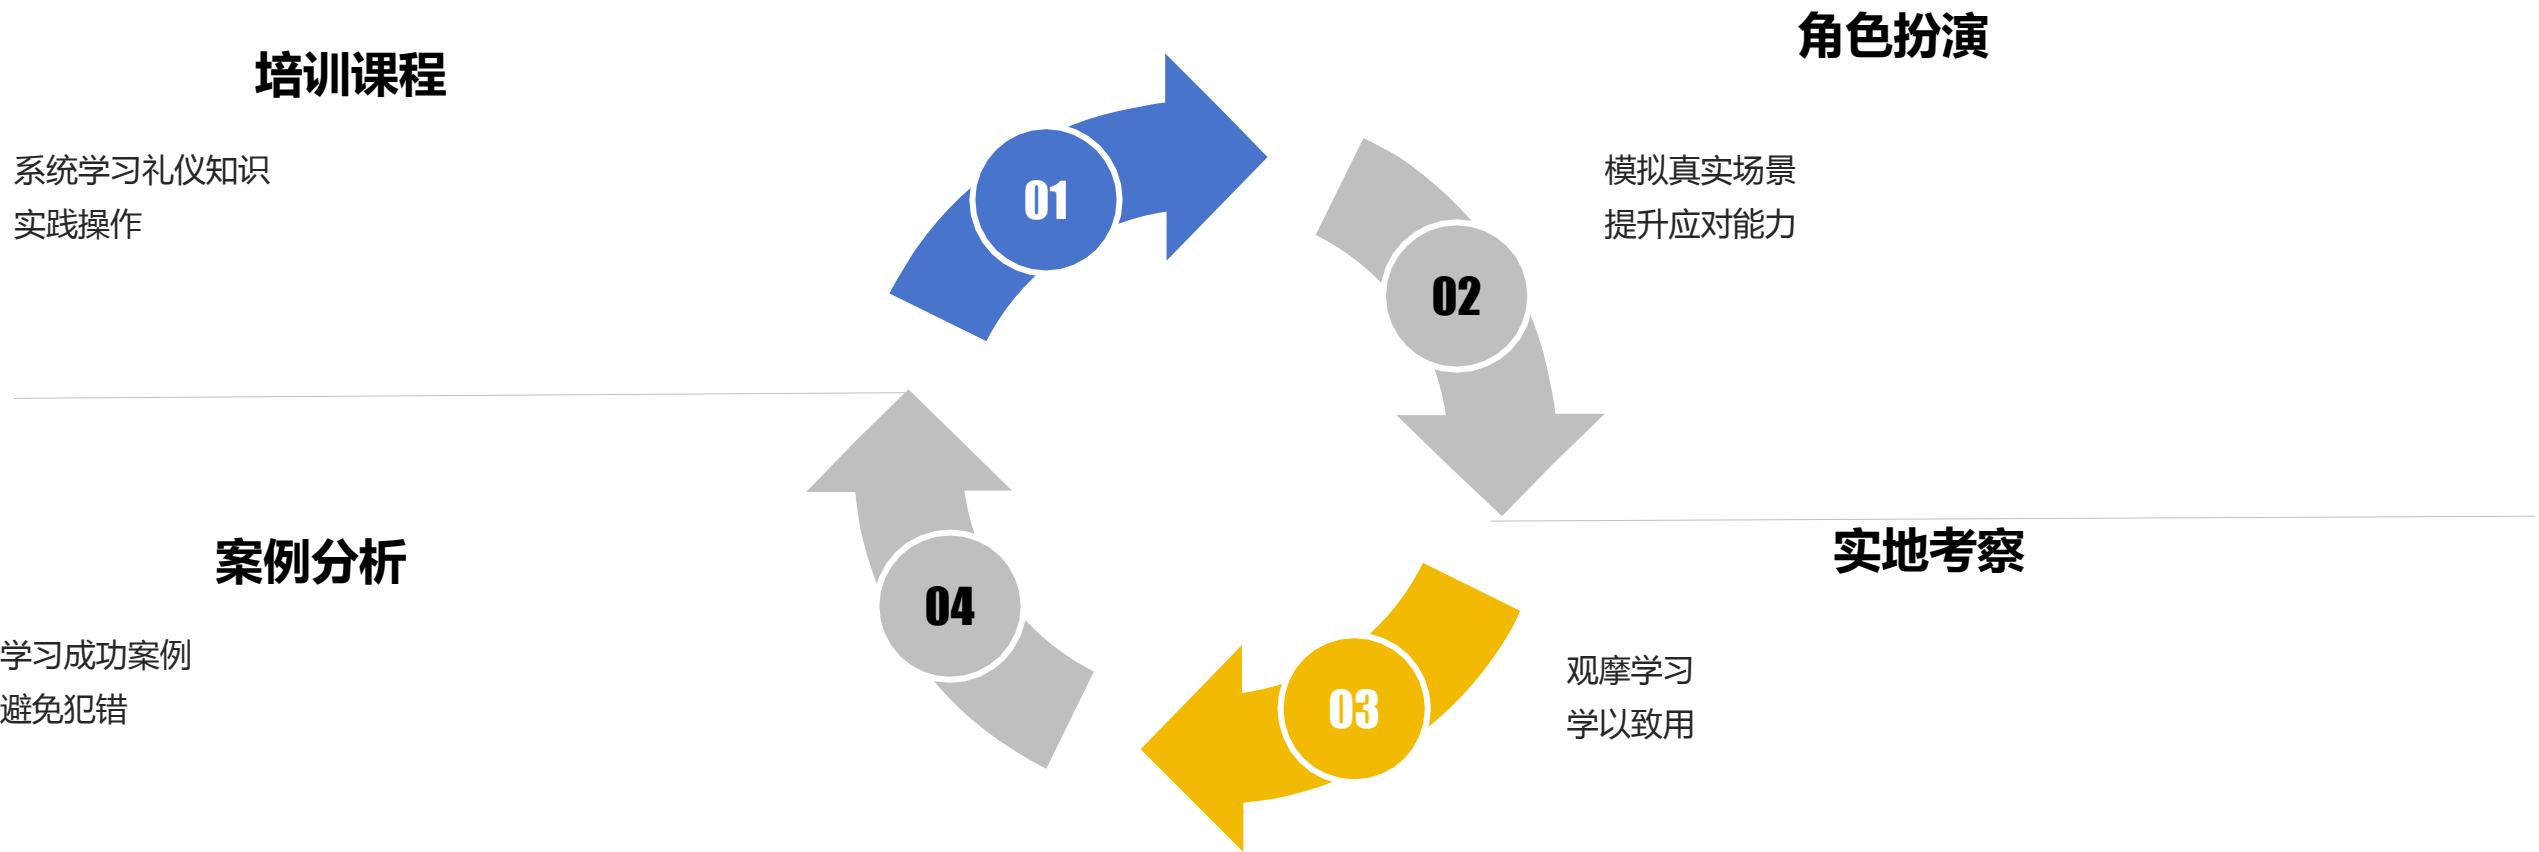 培训课程
系统学习礼仪知识
实践操作
01
角色扮演
模拟真实场景
提升应对能力
02
实地考察
观摩学习
学以致用
03
案例分析
学习成功案例
避免犯错
04